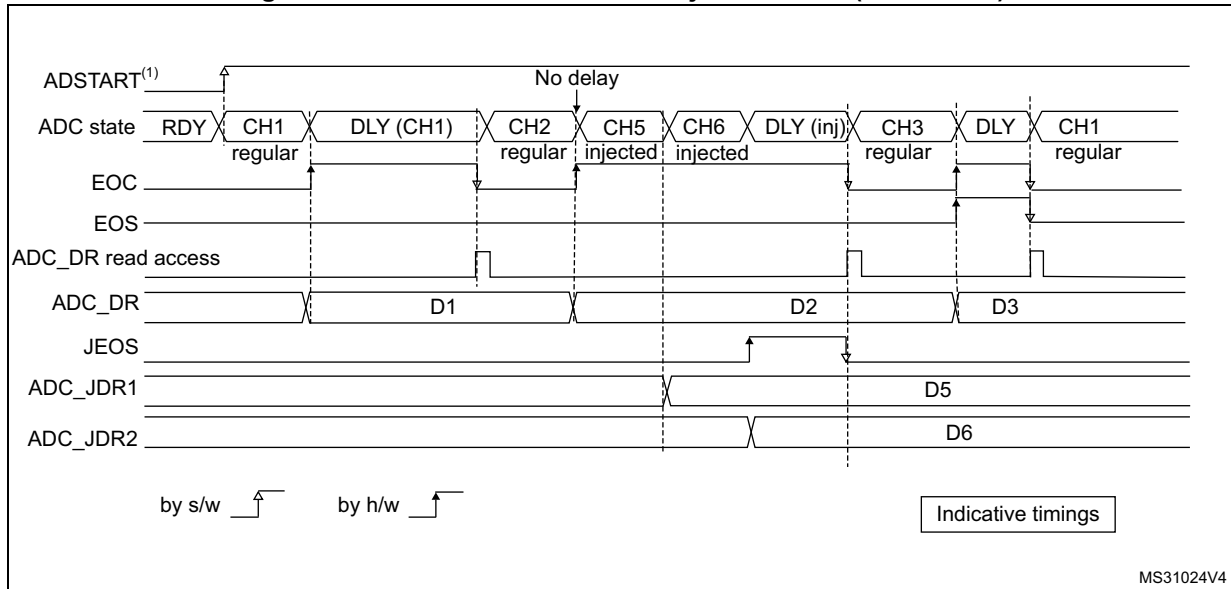 ADSTART(1)
No delay
ADC state RDY CH1 DLY (CH1) CH2 CH5 CH6 DLY (inj) CH3 DLY CH1
regular regular injected injected regular regular
EOC
EOS
ADC_DR read access
ADC_DR D1 D2 D3
JEOS
ADC_JDR1 D5
ADC_JDR2 D6
by s/w by h/w Indicative timings
MS31024V4